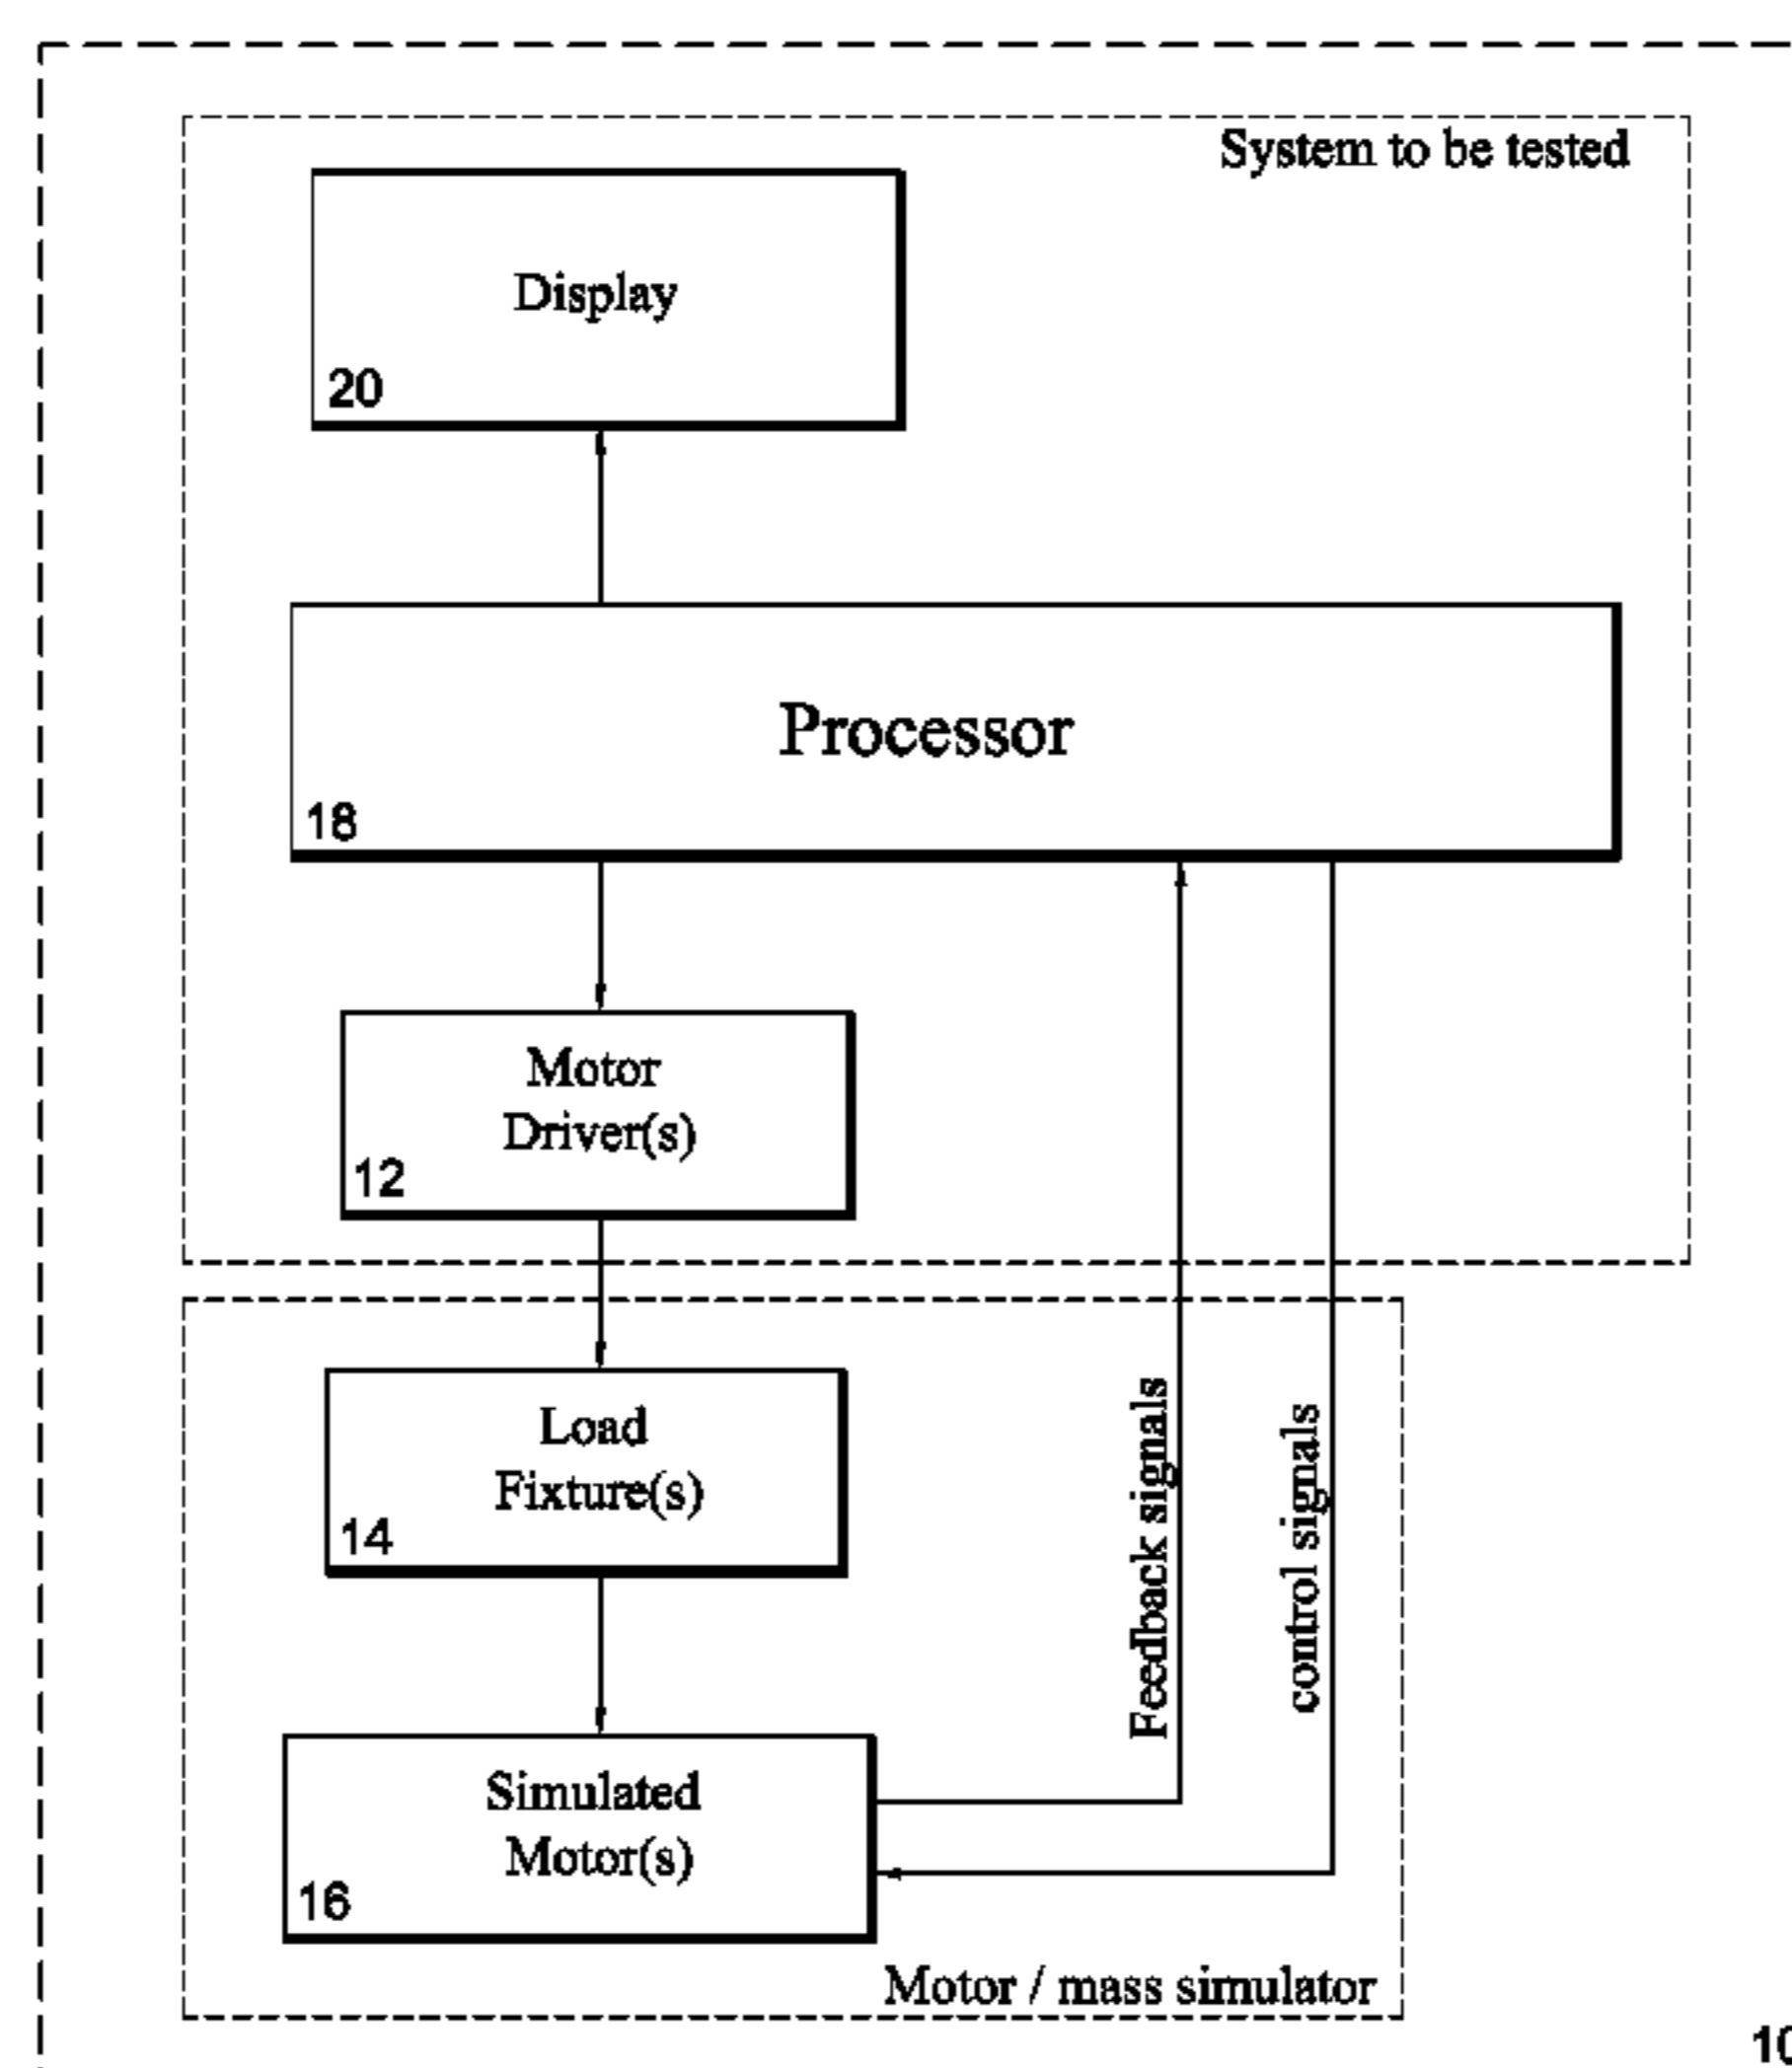 System to be tested
Display
20
Processor
18
Motor
Driver(s)
12
Load
Fixture(s)
14
Feedback signals
control signals
Simulated
Motor(s)
16
Motor / mass simulator
10